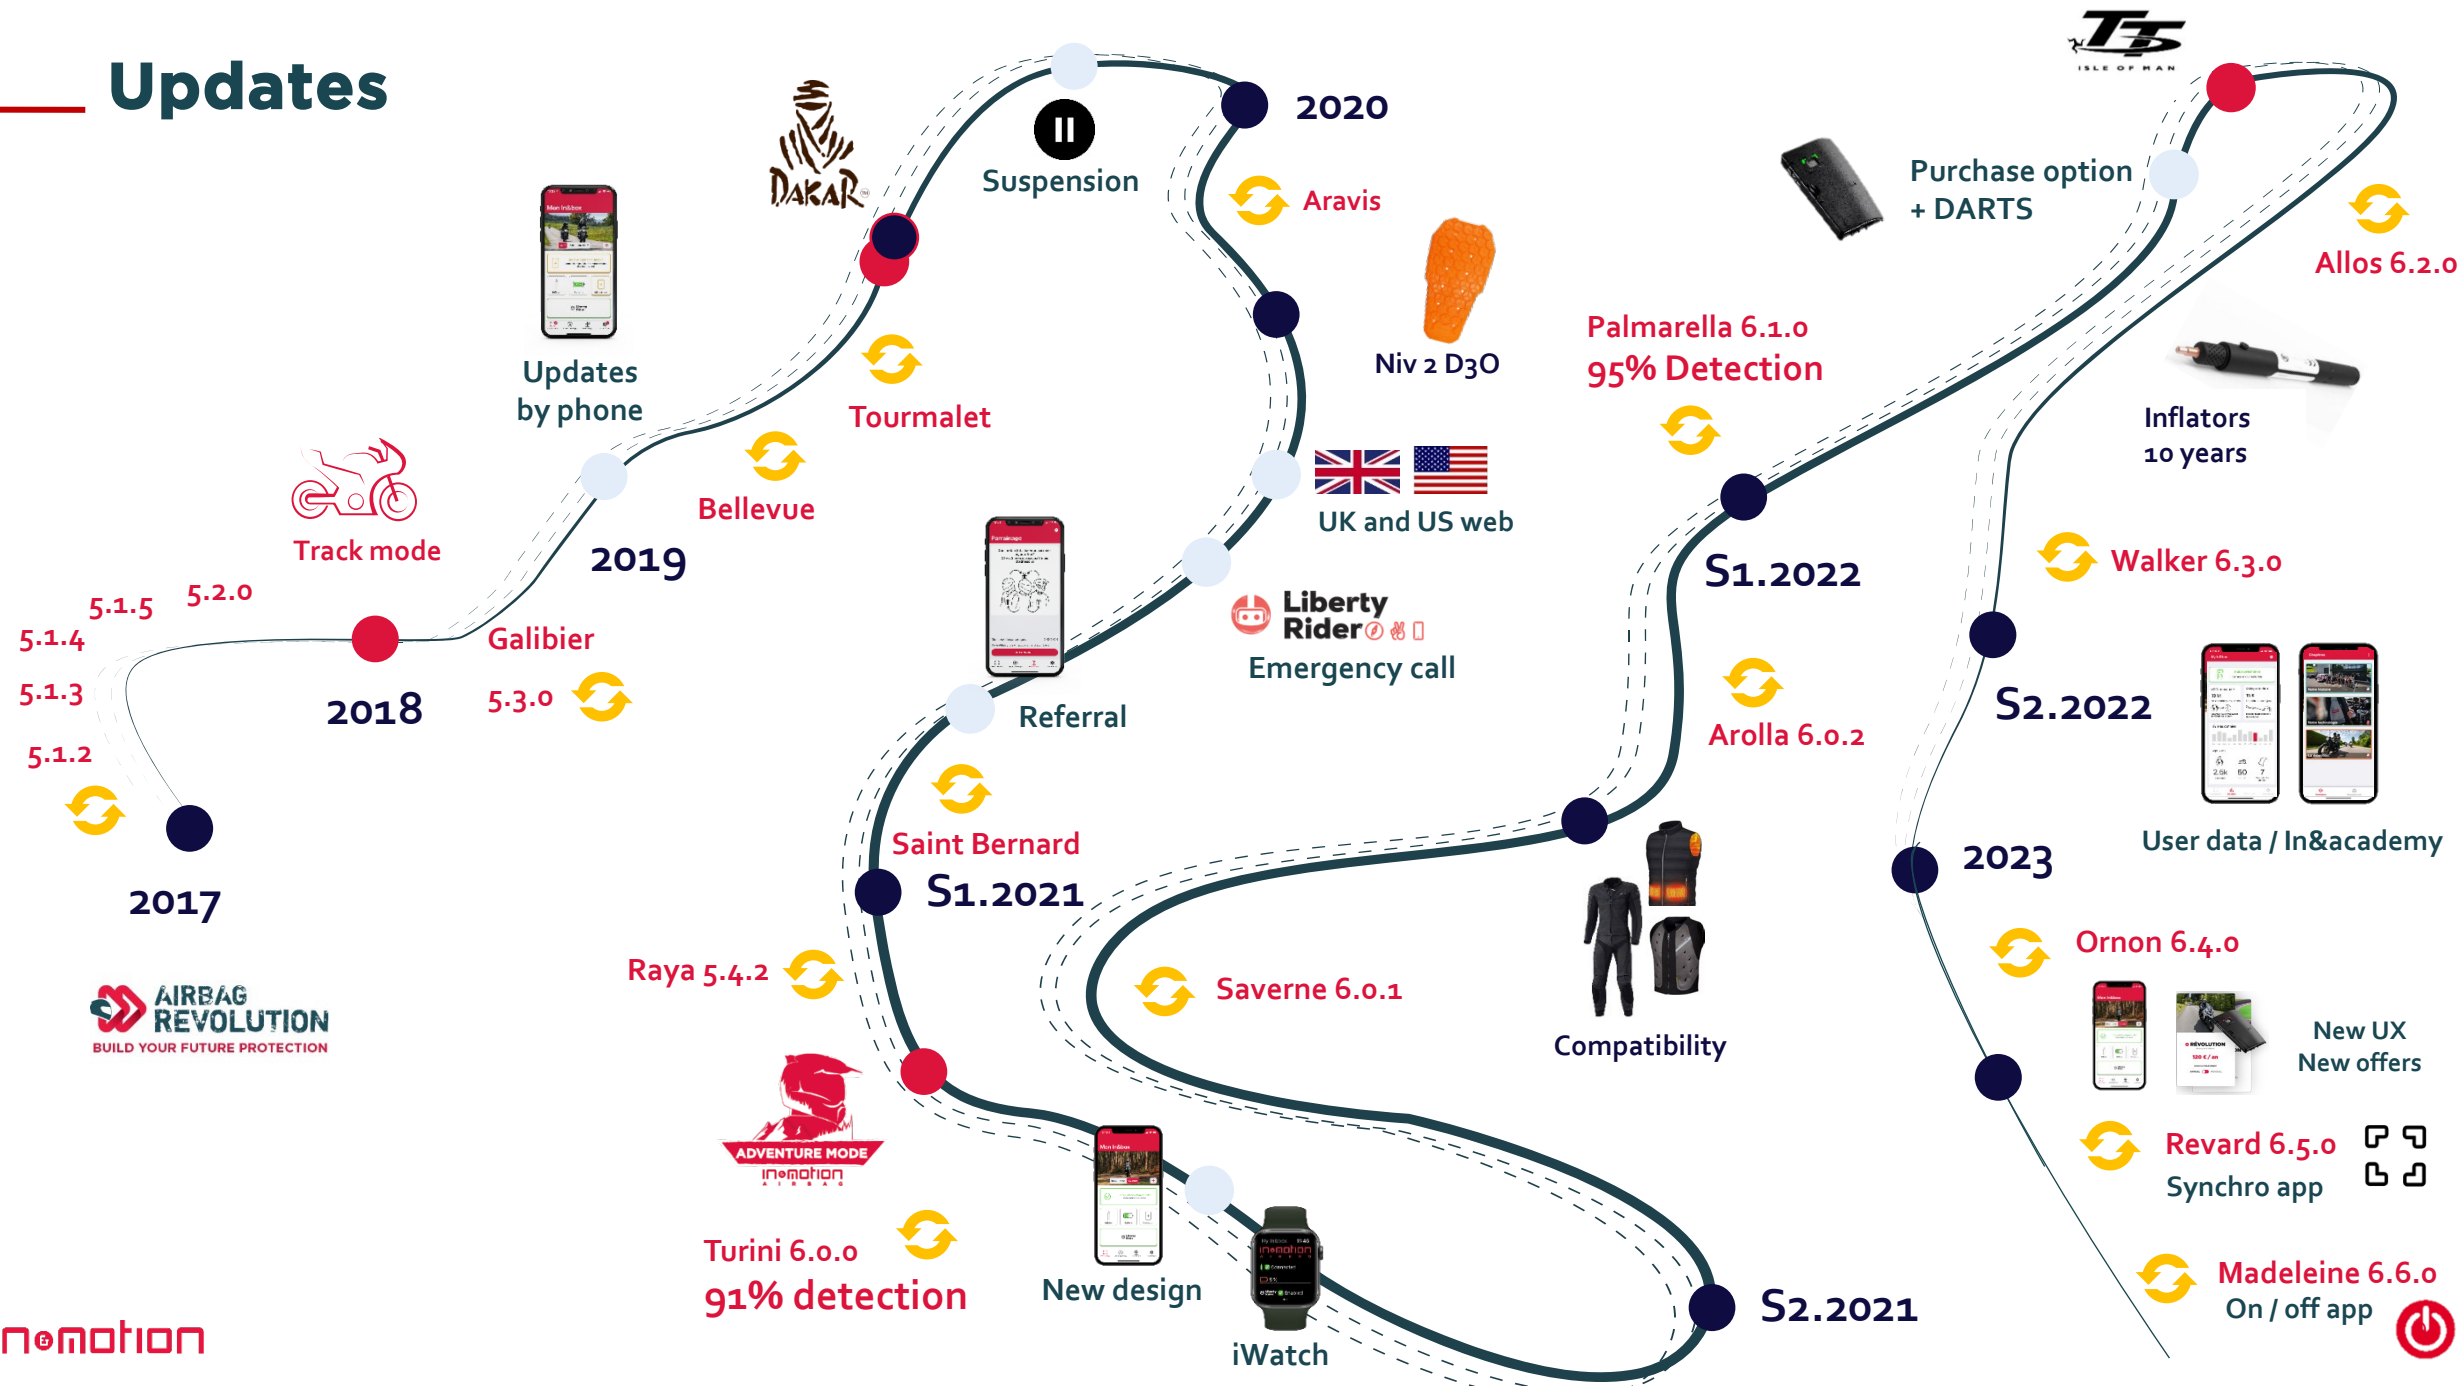 Updates
2017
AIRBAG
REVOLUTION
BUILD YOUR FUTURE PROTECTION
5.1.2
5.1.3
5.1.4
5.1.5
5.2.0
Track mode
2018
Galibier
5.3.0
2019
Updates
by phone
Bellevue
Tourmalet
DAKAR
Suspension
2020
Aravis
Niv 2 D3O
UK and US web
Liberty
Rider
Emergency call
Referral
Saint Bernard
S1.2021
Raya 5.4.2
ADVENTURE MODE
in&motion
AIRBAG
Turini 6.0.0
91% detection
New design
iWatch
S2.2021
Saverne 6.0.1
Compatibility
Arolla 6.0.2
S1.2022
Palmarella 6.1.0
95% Detection
Purchase option
+ DARTS
TT
ISLE OF MAN
Allos 6.2.0
Inflators
10 years
Walker 6.3.0
S2.2022
User data / In&academy
2023
Ornon 6.4.0
RÉVOLUTION
120 € / an
New UX
New offers
Revard 6.5.0
Synchro app
Madeleine 6.6.0
On / off app
n&motion